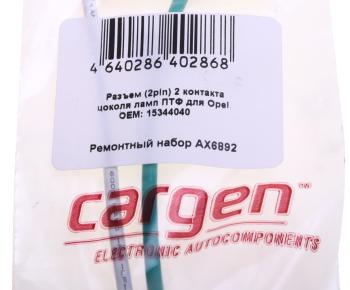 4 640286 402868
Разъем (2pin) 2 контакта
цоколя ламп ПТФ для Opel
OEM: 15344040
Ремонтный набор AX6892
cargen™
ELECTRONIC AUTOCOMPONENTS